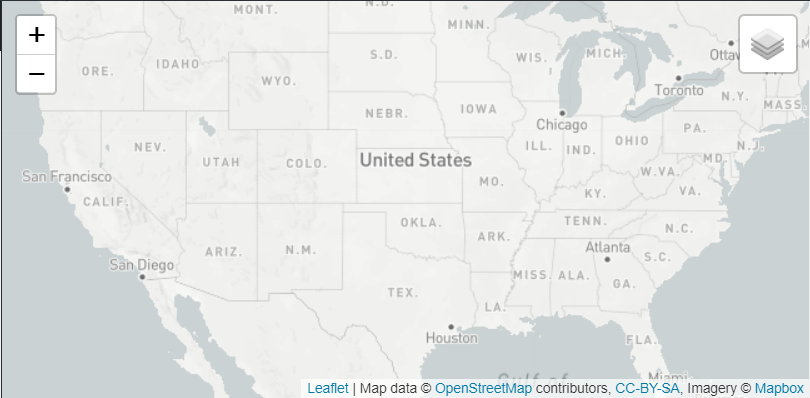 MONT.
N.D.
MINN.
+
−
ORE.
IDAHO
WYO.
S.D.
WIS.
MICH.
Toronto
NEBR.
IOWA
Chicago
N.Y.
MASS.
NEV.
UTAH
COLO.
United States
ILL.
IND.
OHIO
PA.
N.J.
MD.
San Francisco
CALIF.
MO.
KY.
W.VA.
VA.
ARIZ.
N.M.
OKLA.
ARK.
TENN.
N.C.
San Diego
TEX.
MISS.
ALA.
Atlanta
GA.
S.C.
LA.
Houston
FLA.
Miami
Gulf of
Leaflet | Map data © OpenStreetMap contributors, CC-BY-SA, Imagery © Mapbox